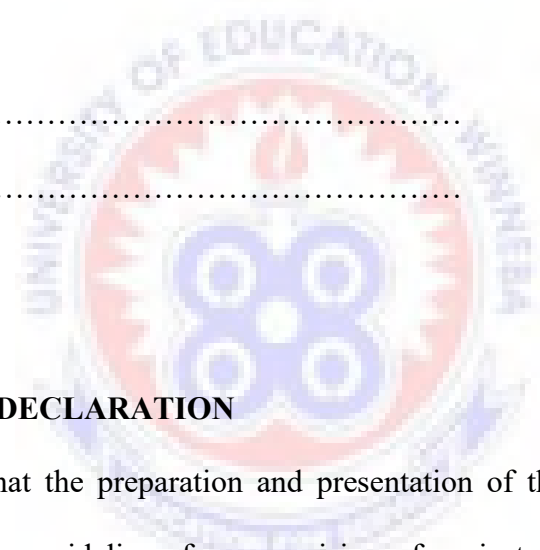 UNIVERSITY OF EDUCATION, WINNEBA
……………………………………………
……………………………………………
DECLARATION
hat the preparation and presentation of th